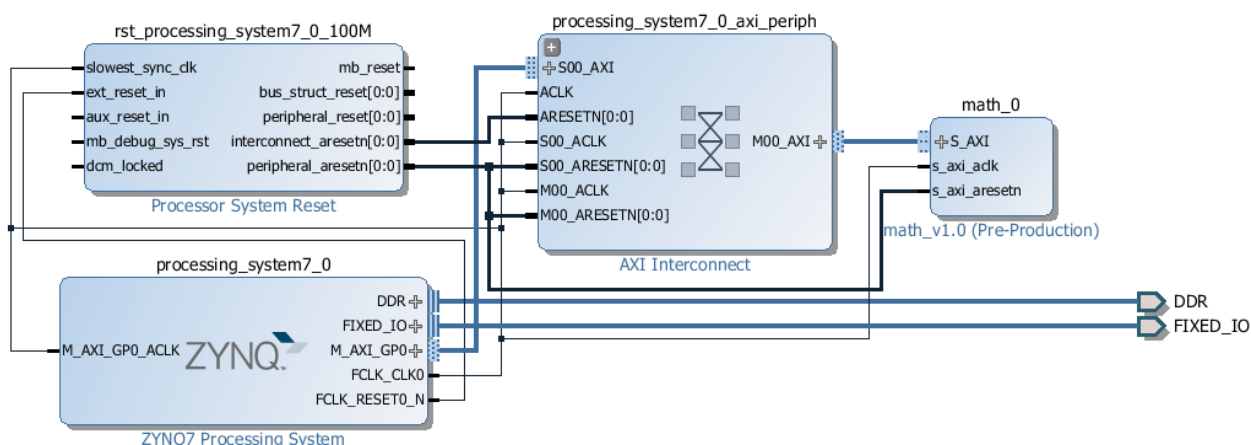 rst_processing_system7_0_100M
slowest_sync_clk
ext_reset_in
aux_reset_in
mb_debug_sys_rst
dcm_locked
mb_reset
bus_struct_reset[0:0]
peripheral_reset[0:0]
interconnect_aresetn[0:0]
peripheral_aresetn[0:0]
Processor System Reset
processing_system7_0_axi_periph
S00_AXI
ACLK
ARESETN[0:0]
S00_ACLK
S00_ARESETN[0:0]
M00_ACLK
M00_ARESETN[0:0]
M00_AXI
AXI Interconnect
math_0
S_AXI
s_axi_aclk
s_axi_aresetn
math_v1.0 (Pre-Production)
processing_system7_0
M_AXI_GP0_ACLK
ZYNQ
DDR
FIXED_IO
M_AXI_GP0
FCLK_CLK0
FCLK_RESET0_N
ZYNQ7 Processing System
DDR
FIXED_IO